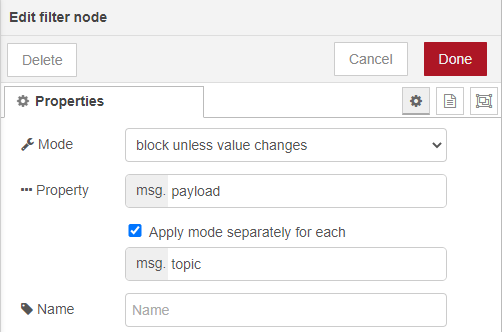 Edit filter node
Delete Cancel Done
Properties
Mode block unless value changes
Property msg. payload
Apply mode separately for each
msg. topic
Name Name